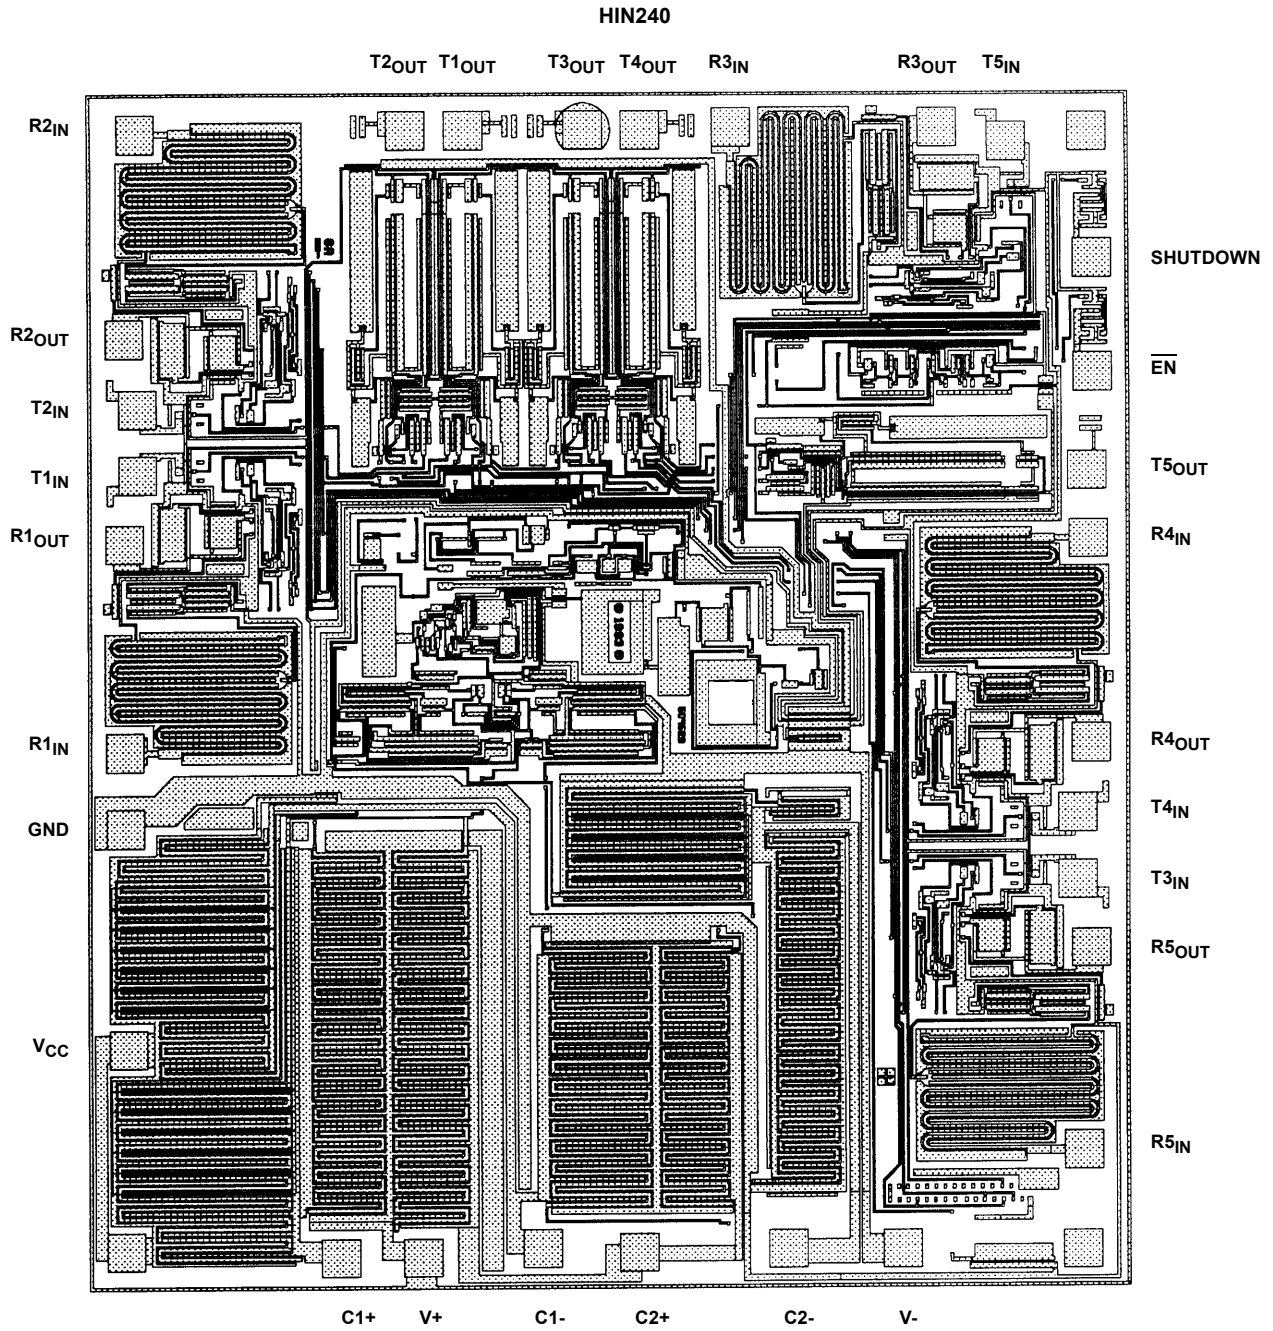 HIN240
T2OUT T1OUT T3OUT T4OUT R3IN R3OUT T5IN
R2IN
SHUTDOWN
R2OUT
EN
T2IN
T5OUT
T1IN
R1OUT
R4IN
R1IN
R4OUT
T4IN
GND
T3IN
R5OUT
VCC
R5IN
C1+ V+ C1- C2+ C2- V-